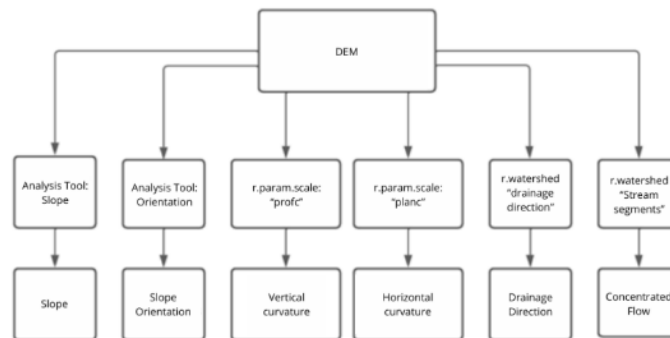 DEM
Analysis Tool:
Slope
Analysis Tool:
Orientation
r.param.scale:
“profc”
r.param.scale:
“planc”
r.watershed
“drainage
direction”
r.watershed
“Stream
segments”
Slope
Slope
Orientation
Vertical
curvature
Horizontal
curvature
Drainage
Direction
Concentrated
Flow